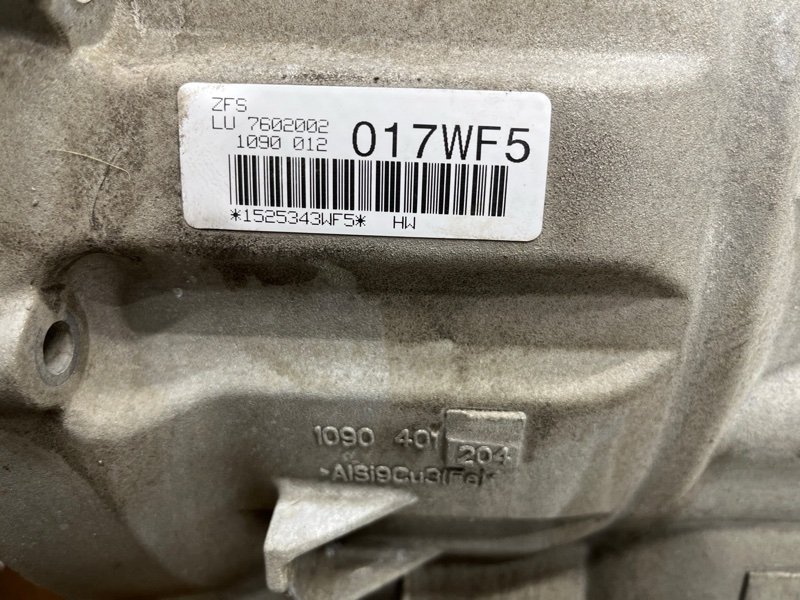 ZFS
LU 7602002
1090 012 017WF5
*1525343WF5* HW
1090 401
204
>AlSi9Cu3(Fe)<